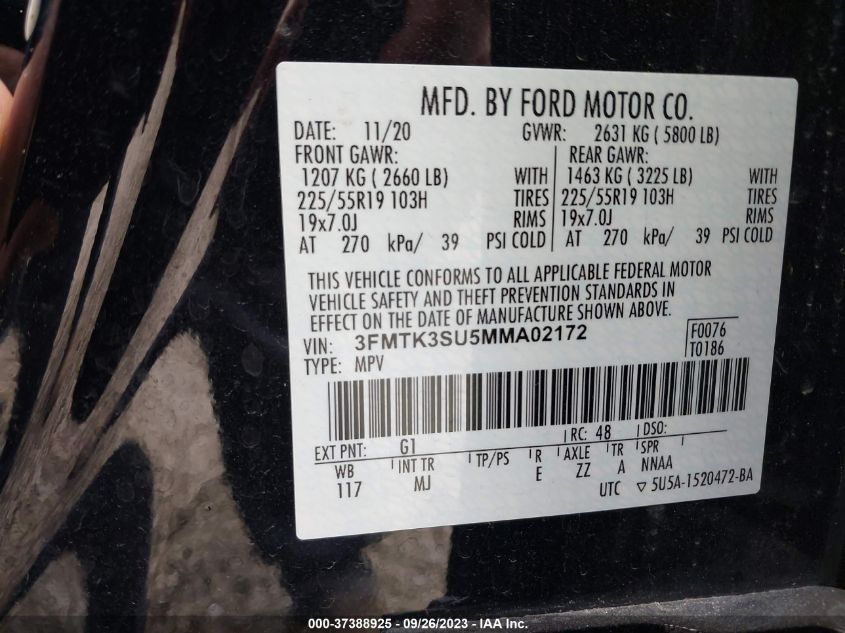 MFD. BY FORD MOTOR CO.
DATE: 11/20 GVWR: 2631 KG ( 5800 LB)
FRONT GAWR: REAR GAWR:
1207 KG ( 2660 LB) WITH 1463 KG ( 3225 LB) WITH
225/55R19 103H TIRES 225/55R19 103H TIRES
19x7.0J RIMS 19x7.0J RIMS
AT 270 kPa/ 39 PSI COLD AT 270 kPa/ 39 PSI COLD
THIS VEHICLE CONFORMS TO ALL APPLICABLE FEDERAL MOTOR
VEHICLE SAFETY AND THEFT PREVENTION STANDARDS IN
EFFECT ON THE DATE OF MANUFACTURE SHOWN ABOVE.
VIN: 3FMTK3SU5MMA02172 F0076
TYPE: MPV T0186
EXT PNT: G1 RC: 48 DSO:
WB INT TR TP/PS R AXLE TR SPR
117 MJ E ZZ A NNAA
UTC ▽ 5U5A-1520472-BA
000-37388925 - 09/26/2023 - IAA Inc.